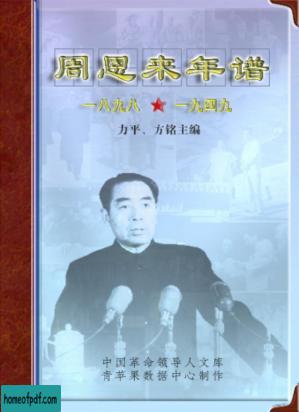 周恩来年谱
一八九八 ★ 一九四九
力平、方铭主编
中国革命领导人文库
青苹果数据中心制作
homeofpdf.com